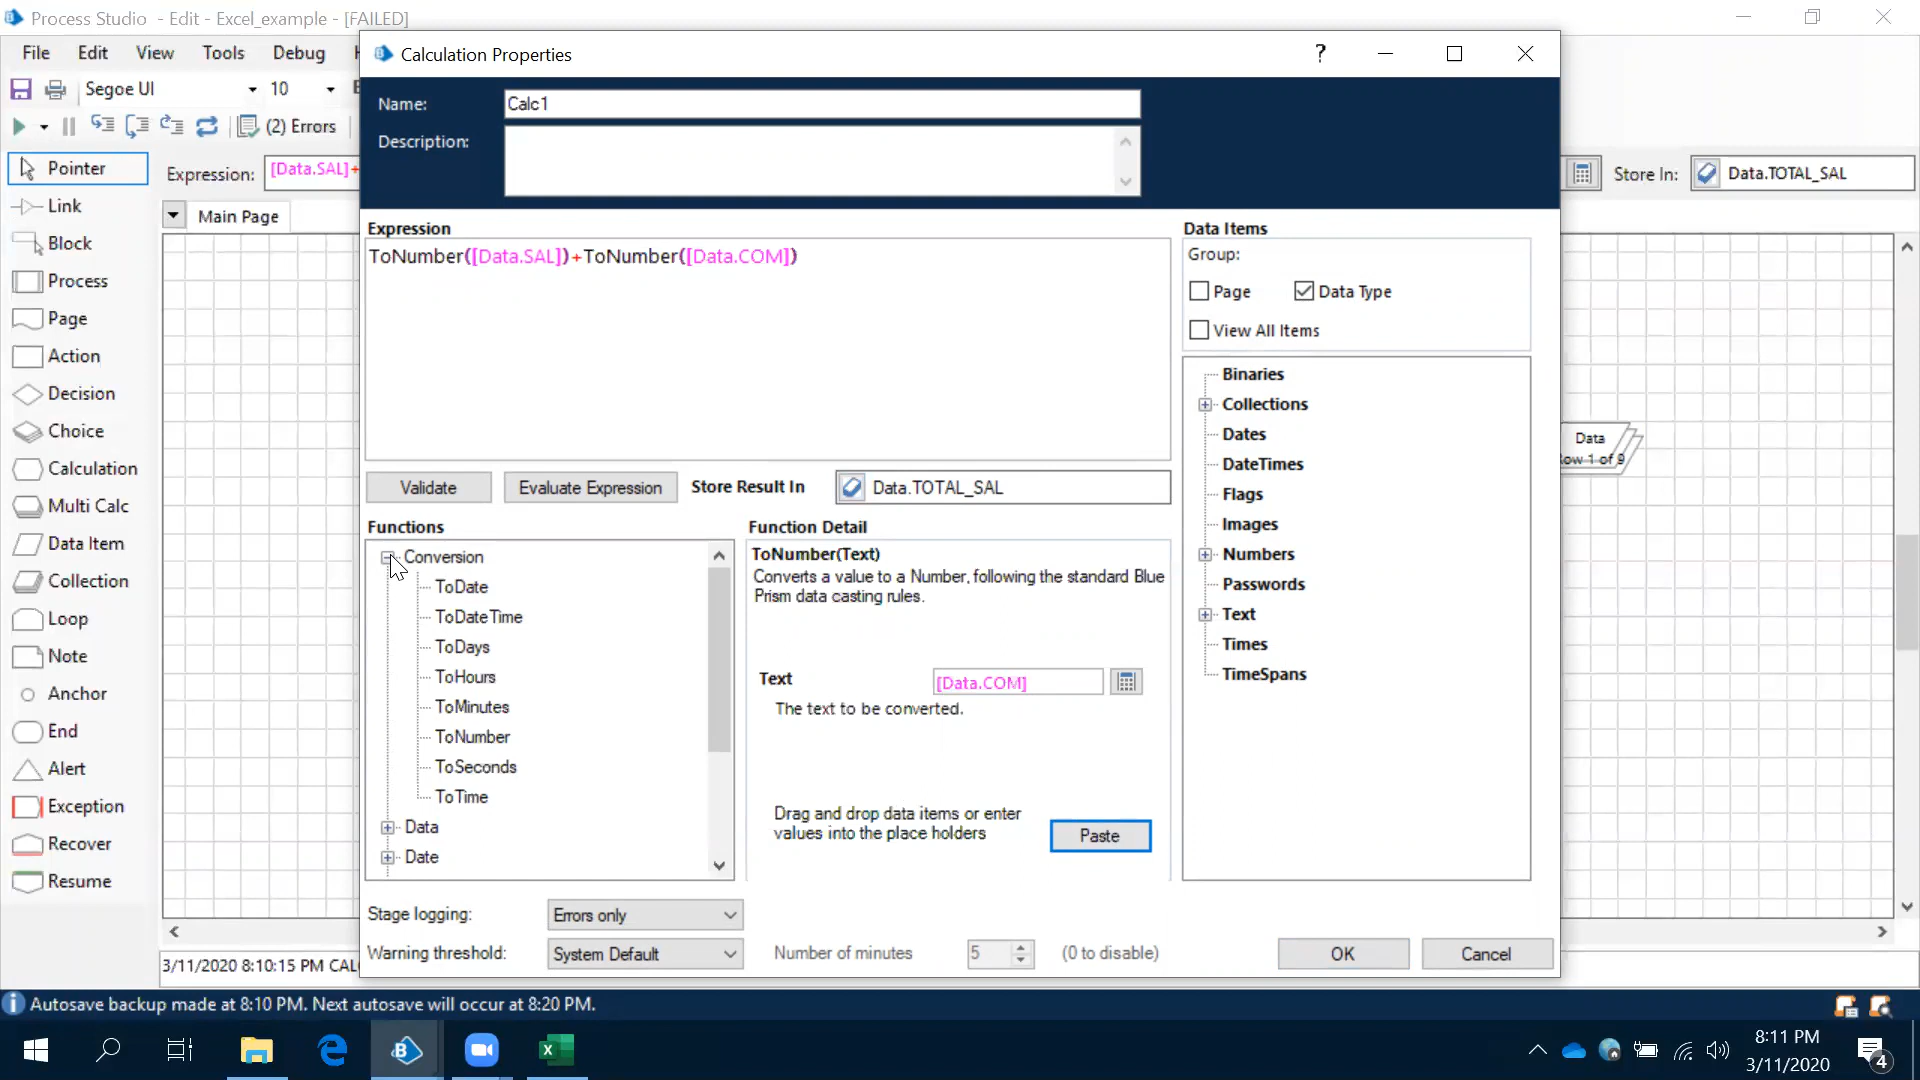 Process Studio - Edit - Excel_example - [FAILED]
File Edit View Tools Debug
Segoe UI 10
(2) Errors
Pointer
Link
Block
Process
Page
Action
Decision
Choice
Calculation
Multi Calc
Data Item
Collection
Loop
Note
Anchor
End
Alert
Exception
Recover
Resume
Expression: [Data.SAL]+
Store In: Data.TOTAL_SAL
Main Page
Data
Row 1 of 9
3/11/2020 8:10:15 PM CAL
Calculation Properties
Name: Calc1
Description:
Expression
ToNumber([Data.SAL])+ToNumber([Data.COM])
Validate Evaluate Expression Store Result In Data.TOTAL_SAL
Functions
Conversion
ToDate
ToDateTime
ToDays
ToHours
ToMinutes
ToNumber
ToSeconds
ToTime
Data
Date
Function Detail
ToNumber(Text)
Converts a value to a Number, following the standard Blue
Prism data casting rules.
Text [Data.COM]
The text to be converted.
Drag and drop data items or enter
values into the place holders
Paste
Data Items
Group:
Page Data Type
View All Items
Binaries
Collections
Dates
DateTimes
Flags
Images
Numbers
Passwords
Text
Times
TimeSpans
Stage logging: Errors only
Warning threshold: System Default Number of minutes 5 (0 to disable)
OK Cancel
Autosave backup made at 8:10 PM. Next autosave will occur at 8:20 PM.
8:11 PM
3/11/2020
4